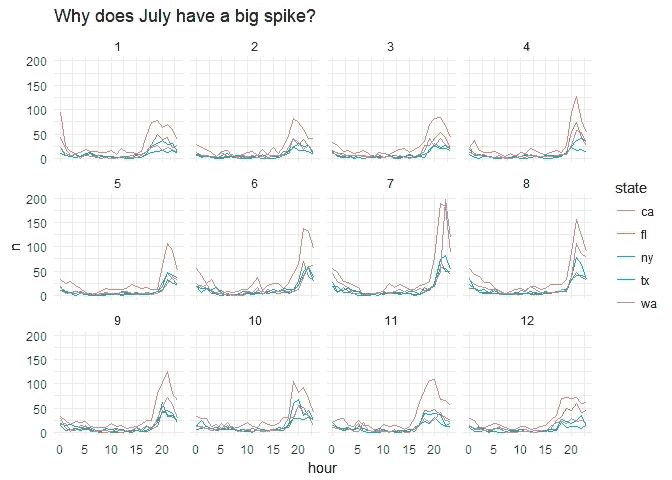 Why does July have a big spike?
1 2 3 4
200
150
100
50
0
5 6 7 8
200
150
100
50
0
9 10 11 12
200
150
100
50
0
0 5 10 15 20 0 5 10 15 20 0 5 10 15 20 0 5 10 15 20
hour
n
state
ca
fl
ny
tx
wa